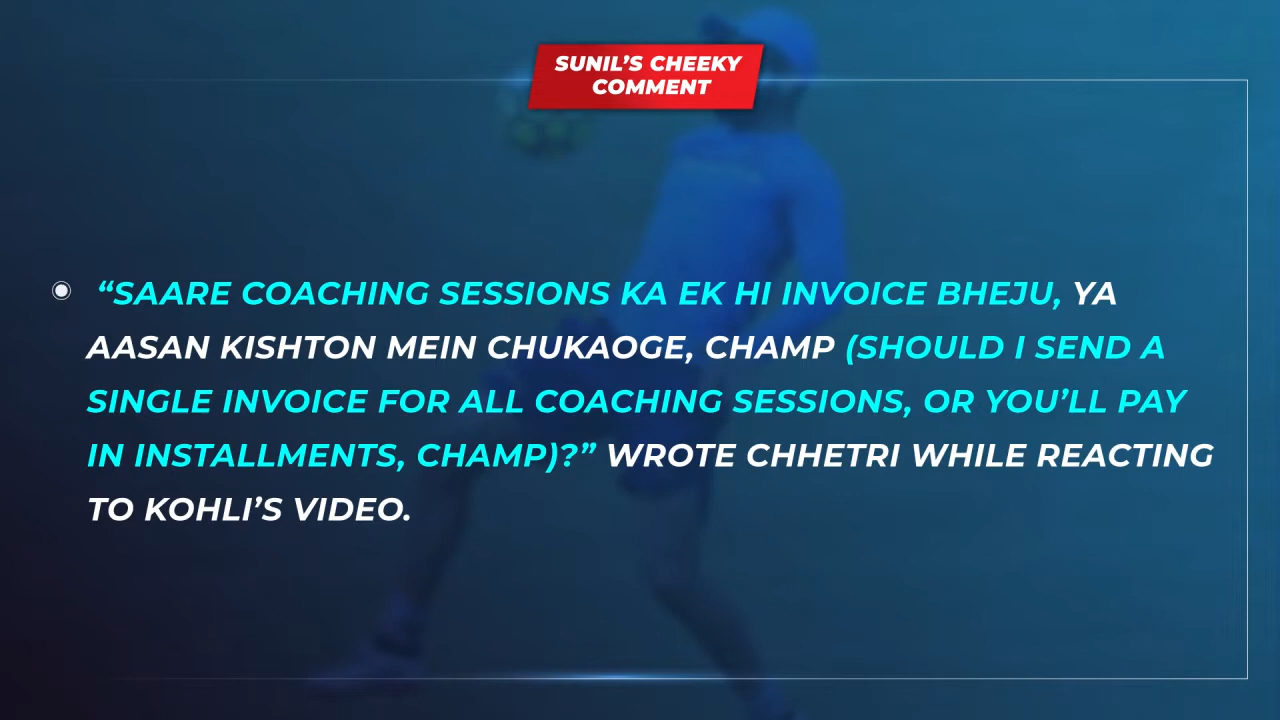 SUNIL’S CHEEKY
COMMENT
“SAARE COACHING SESSIONS KA EK HI INVOICE BHEJU, YA
AASAN KISHTON MEIN CHUKAOGE, CHAMP (SHOULD I SEND A
SINGLE INVOICE FOR ALL COACHING SESSIONS, OR YOU’LL PAY
IN INSTALLMENTS, CHAMP)?” WROTE CHHETRI WHILE REACTING
TO KOHLI’S VIDEO.